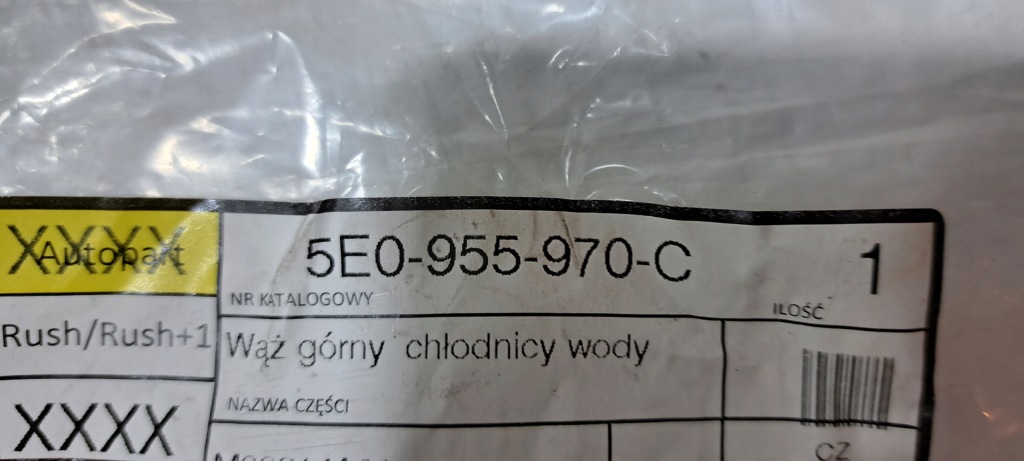 XXXX
Autopart
5E0-955-970-C
1
NR KATALOGOWY
ILOŚĆ
Rush/Rush+1
Wąż górny chłodnicy wody
NAZWA CZĘŚCI
XXXX
CZ